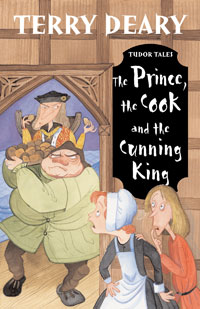 TERRY DEARY
TUDOR TALES
The Prince,
the Cook
and the
Cunning
King